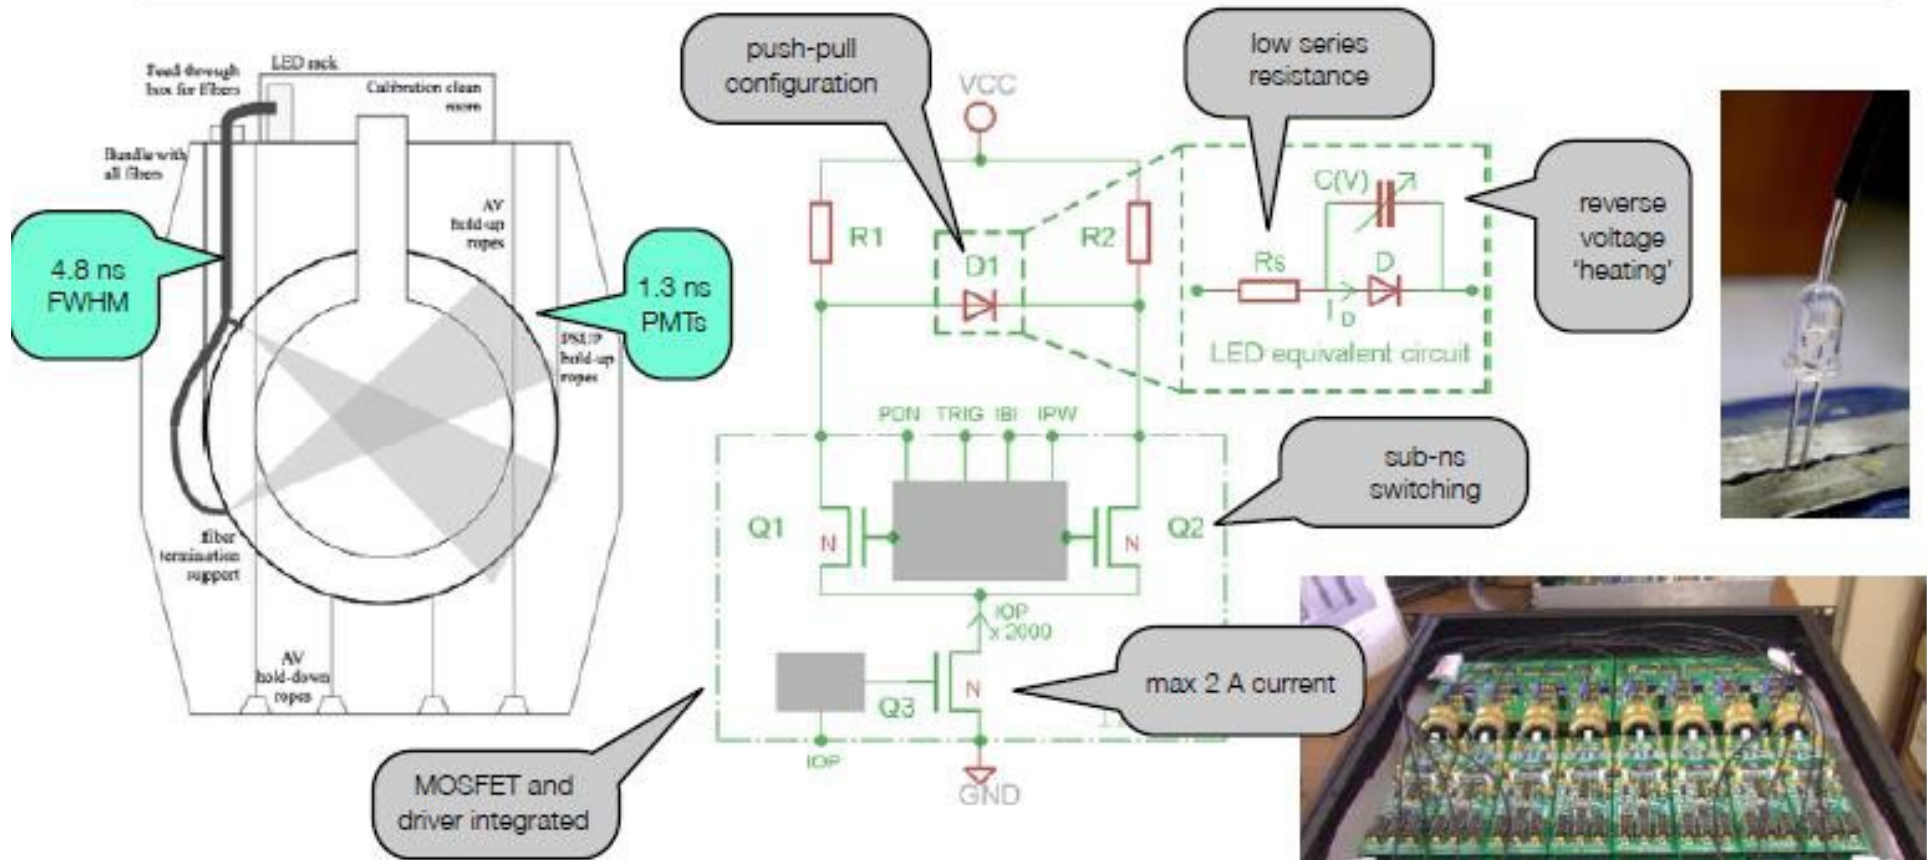 Feed through
box for fibers
LED rack
Calibration clean
room
Bundle with
all fibers
AV
hold-up
ropes
4.8 ns
FWHM
1.3 ns
PMTs
PSUP
hold-up
ropes
fiber
termination
support
AV
hold-down
ropes
push-pull
configuration
VCC
low series
resistance
R1
D1
R2
C(V)
Rs
D
I D
LED equivalent circuit
reverse
voltage
'heating'
PON TRIG IBI IPW
sub-ns
switching
Q1
N
N
Q2
IOP
x 2000
Q3
N
max 2 A current
IOP
GND
MOSFET and
driver integrated